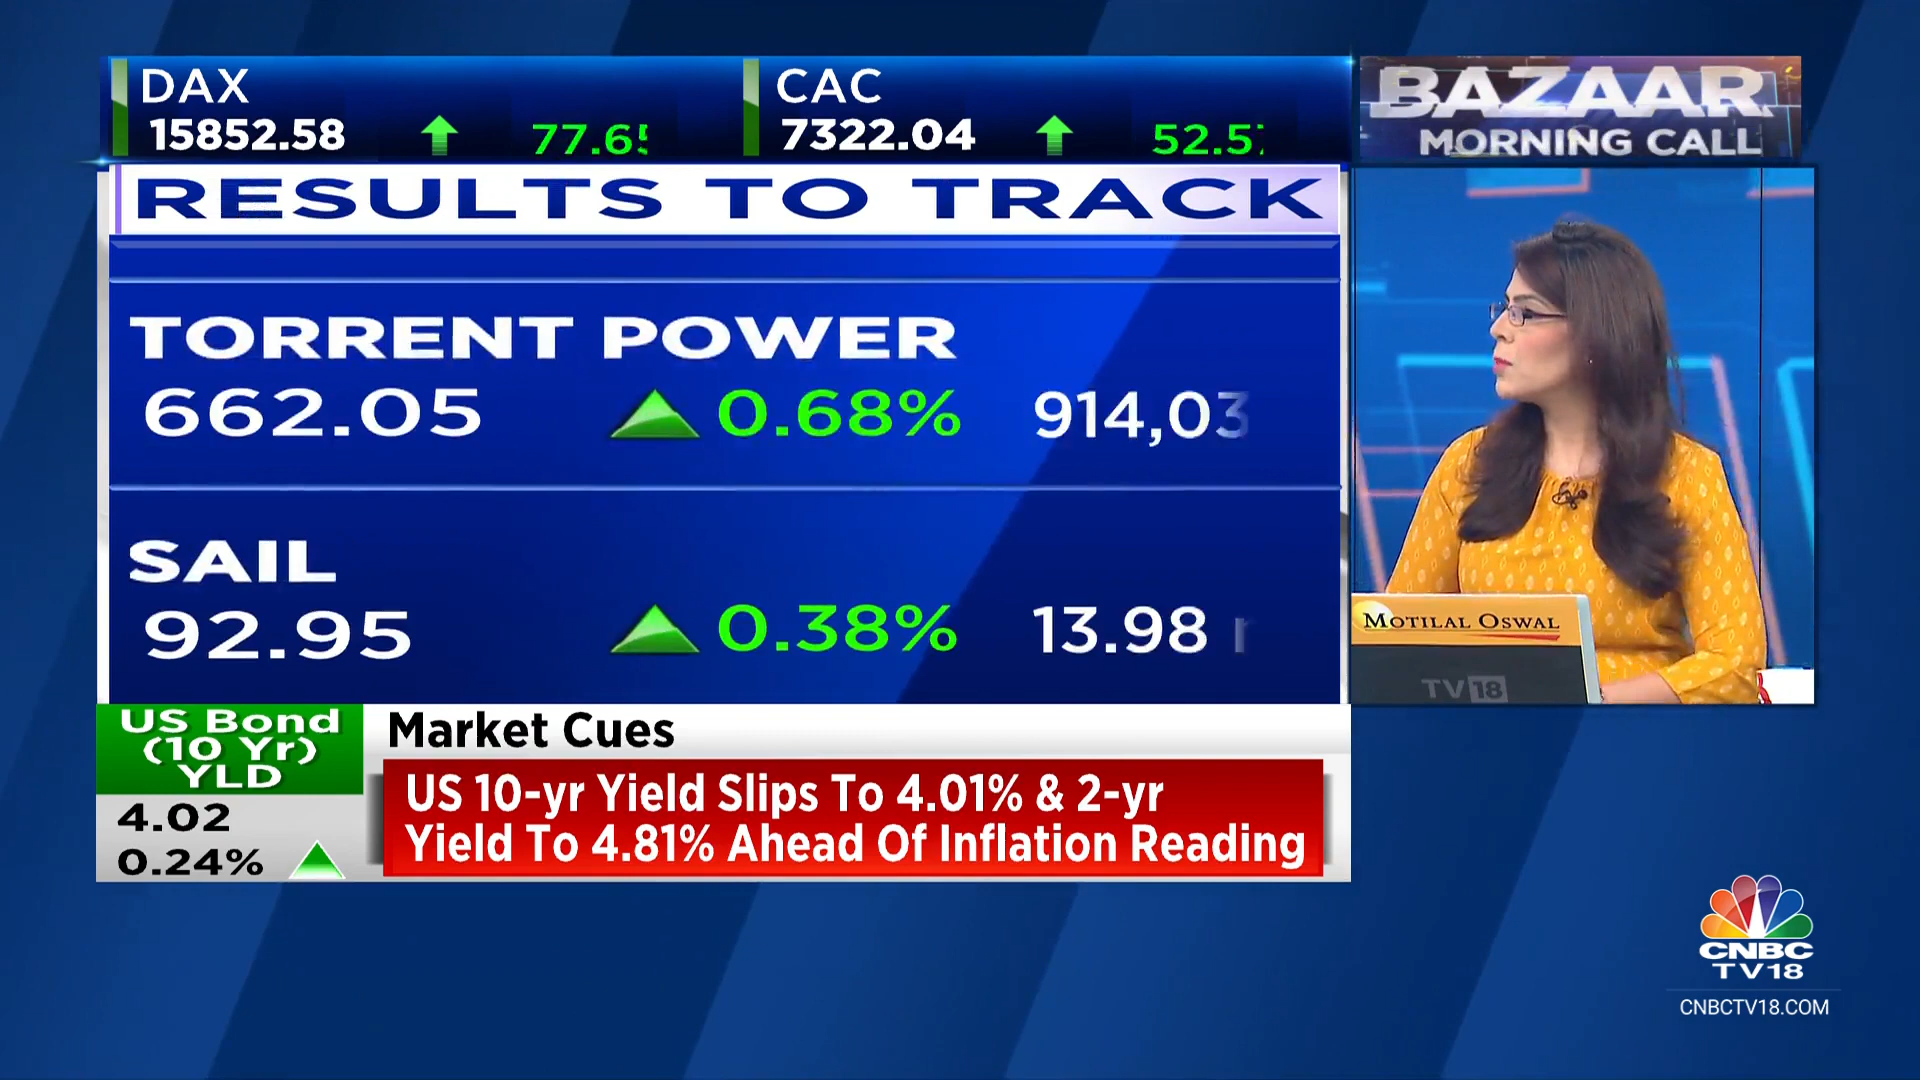 DAX
15852.58
CAC
7322.04
BAZAAR
MORNING CALL
RESULTS TO TRACK
TORRENT POWER
662.05 0.68%
SAIL
92.95 0.38% 13.98
MOTILAL OSWAL
TV18
US Bond
(10 Yr)
YLD
4.02
0.24%
Market Cues
US 10-yr Yield Slips To 4.01% & 2-yr
Yield To 4.81% Ahead Of Inflation Reading
CNBC
TV18
CNBCTV18.COM